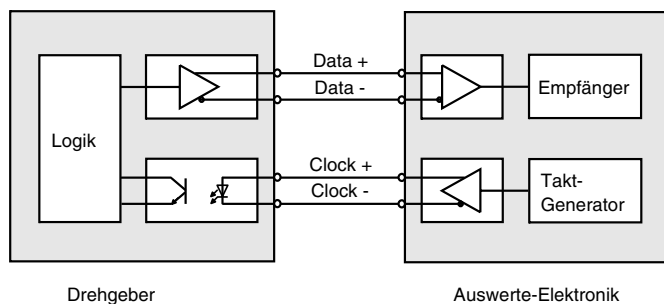 Data +
Data -
Empfänger
Logik
Clock +
Clock -
Takt-
Generator
Drehgeber
Auswerte-Elektronik